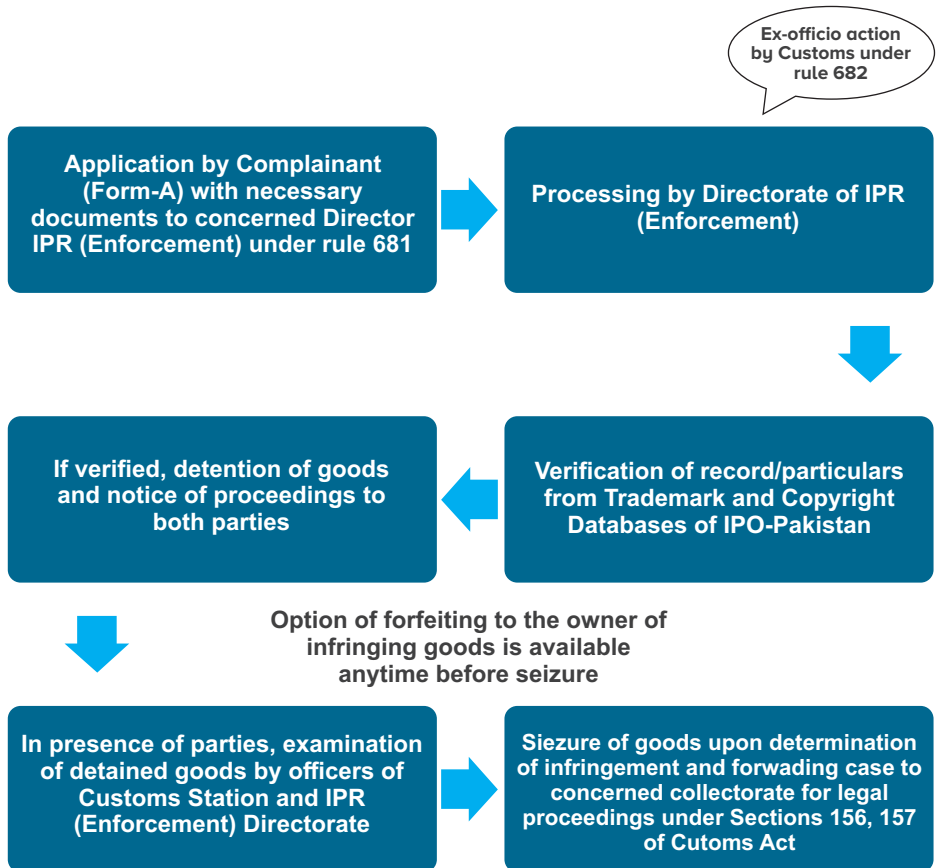 Ex-officio action
by Customs under
rule 682
Application by Complainant
(Form-A) with necessary
documents to concerned Director
IPR (Enforcement) under rule 681
Processing by Directorate of IPR
(Enforcement)
Verification of record/particulars
from Trademark and Copyright
Databases of IPO-Pakistan
If verified, detention of goods
and notice of proceedings to
both parties
Option of forfeiting to the owner of
infringing goods is available
anytime before seizure
In presence of parties, examination
of detained goods by officers of
Customs Station and IPR
(Enforcement) Directorate
Siezure of goods upon determination
of infringement and forwading case to
concerned collectorate for legal
proceedings under Sections 156, 157
of Cutoms Act